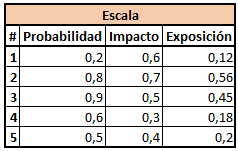 Escala
# Probabilidad Impacto Exposición
1 0,2 0,6 0,12
2 0,8 0,7 0,56
3 0,9 0,5 0,45
4 0,6 0,3 0,18
5 0,5 0,4 0,2